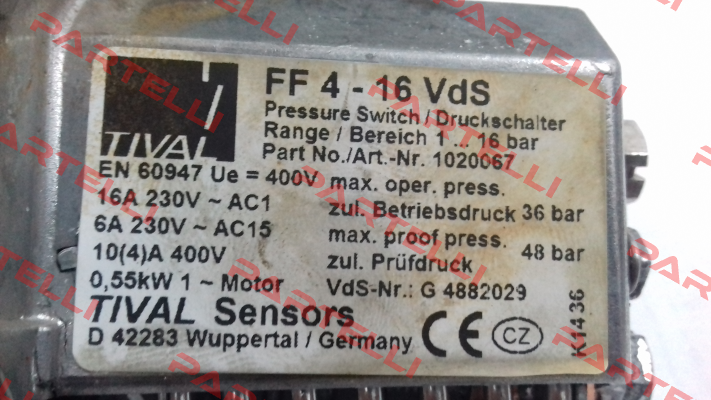 TIVAL
FF 4 - 16 VdS
Pressure Switch / Druckschalter
Range / Bereich 1 ... 16 bar
Part No./Art.-Nr. 1020067
EN 60947 Ue = 400V
16A 230V ~ AC1
6A 230V ~ AC15
10(4)A 400V
0,55kW 1 ~ Motor
max. oper. press.
zul. Betriebsdruck 36 bar
max. proof press.
zul. Prüfdruck 48 bar
VdS-Nr.: G 4882029
TIVAL Sensors
D 42283 Wuppertal / Germany
CE
CZ
K1436
PARTELLI
PARTELLI
PARTELLI
PARTELLI
PARTELLI
PARTELLI